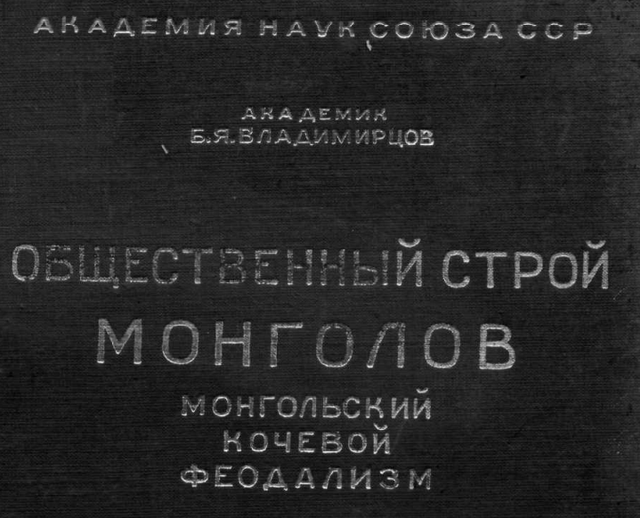 АКАДЕМИЯ НАУК СОЮЗА ССР
АКАДЕМИК
Б.Я.ВЛАДИМИРЦОВ
ОБЩЕСТВЕННЫЙ СТРОЙ
МОНГОЛОВ
МОНГОЛЬСКИЙ
КОЧЕВОЙ
ФЕОДАЛИЗМ